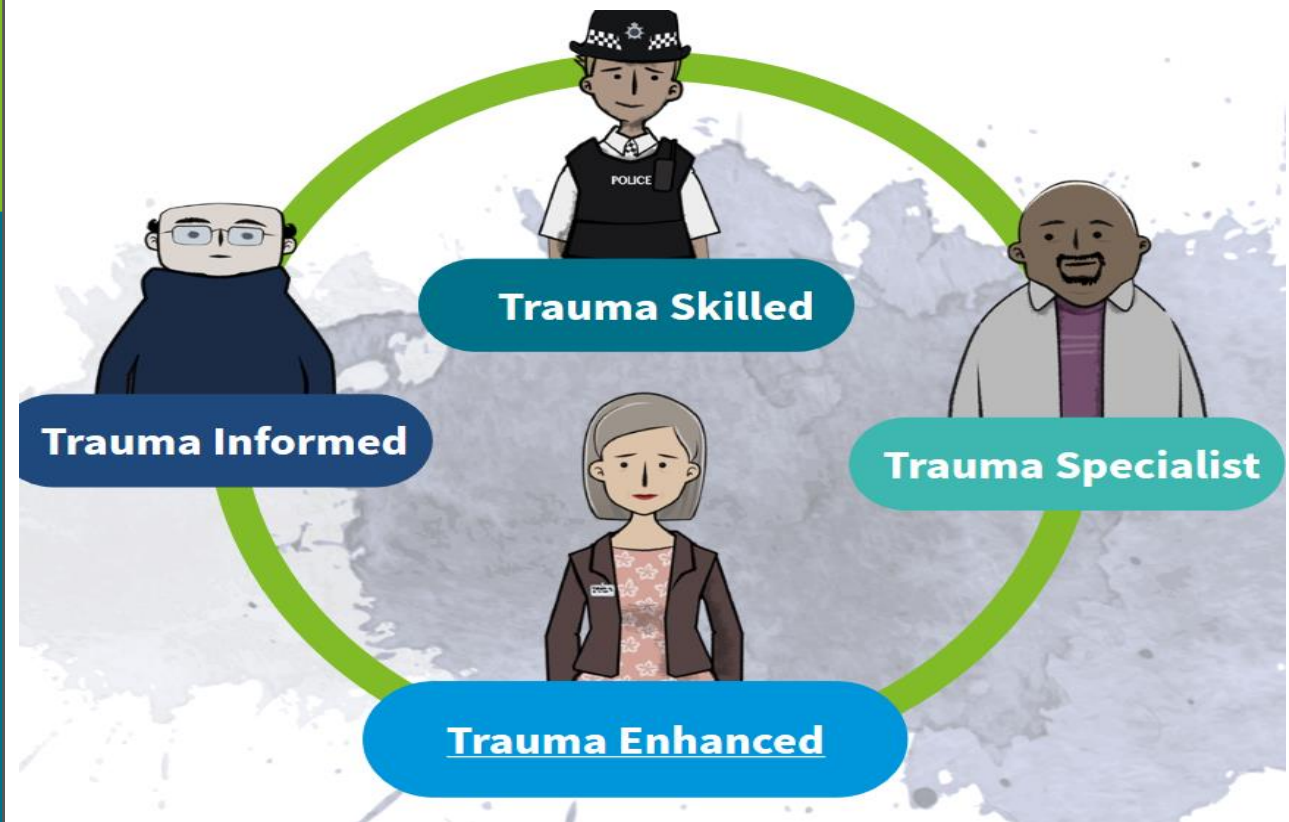 POLICE
Trauma Skilled
Trauma Informed
Trauma Specialist
Trauma Enhanced